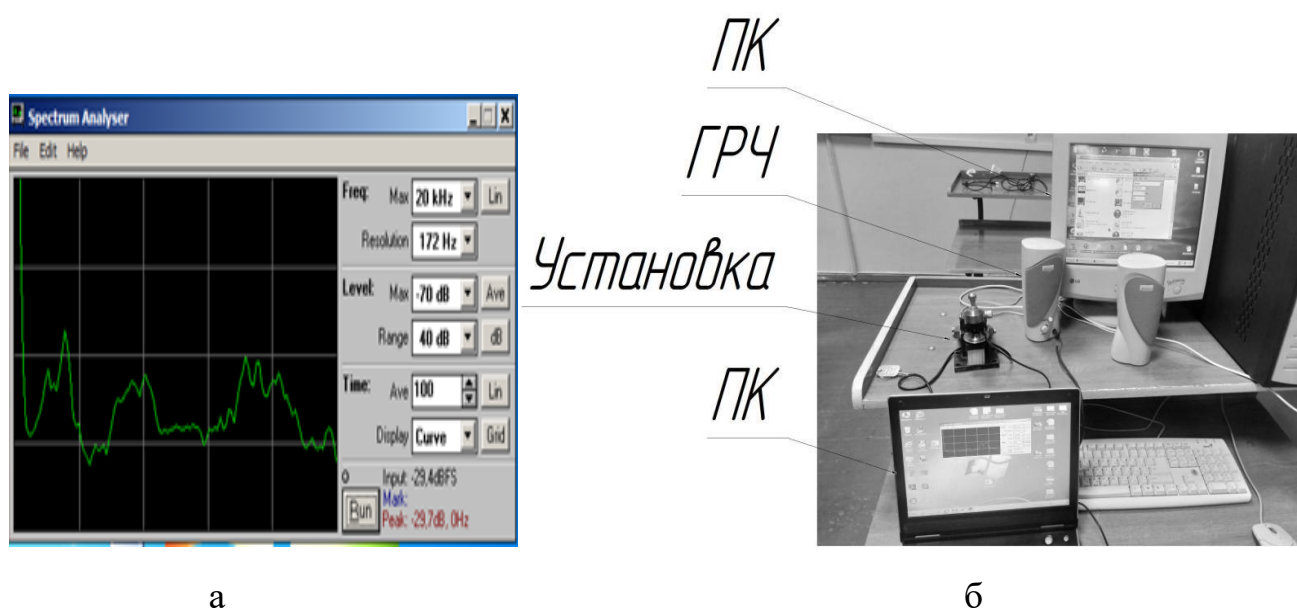 ПК
ГРЧ
Установка
ПК
Spectrum Analyser
File Edit Help
Freq: Max 20 kHz Lin
Resolution 172 Hz
Level: Max -70 dB Ave
Range 40 dB dB
Time: Ave 100 Lin
Display Curve Grid
Input: -29,4dBFS
Mark:
Run Peak: -29,7dB, 0Hz
а
б